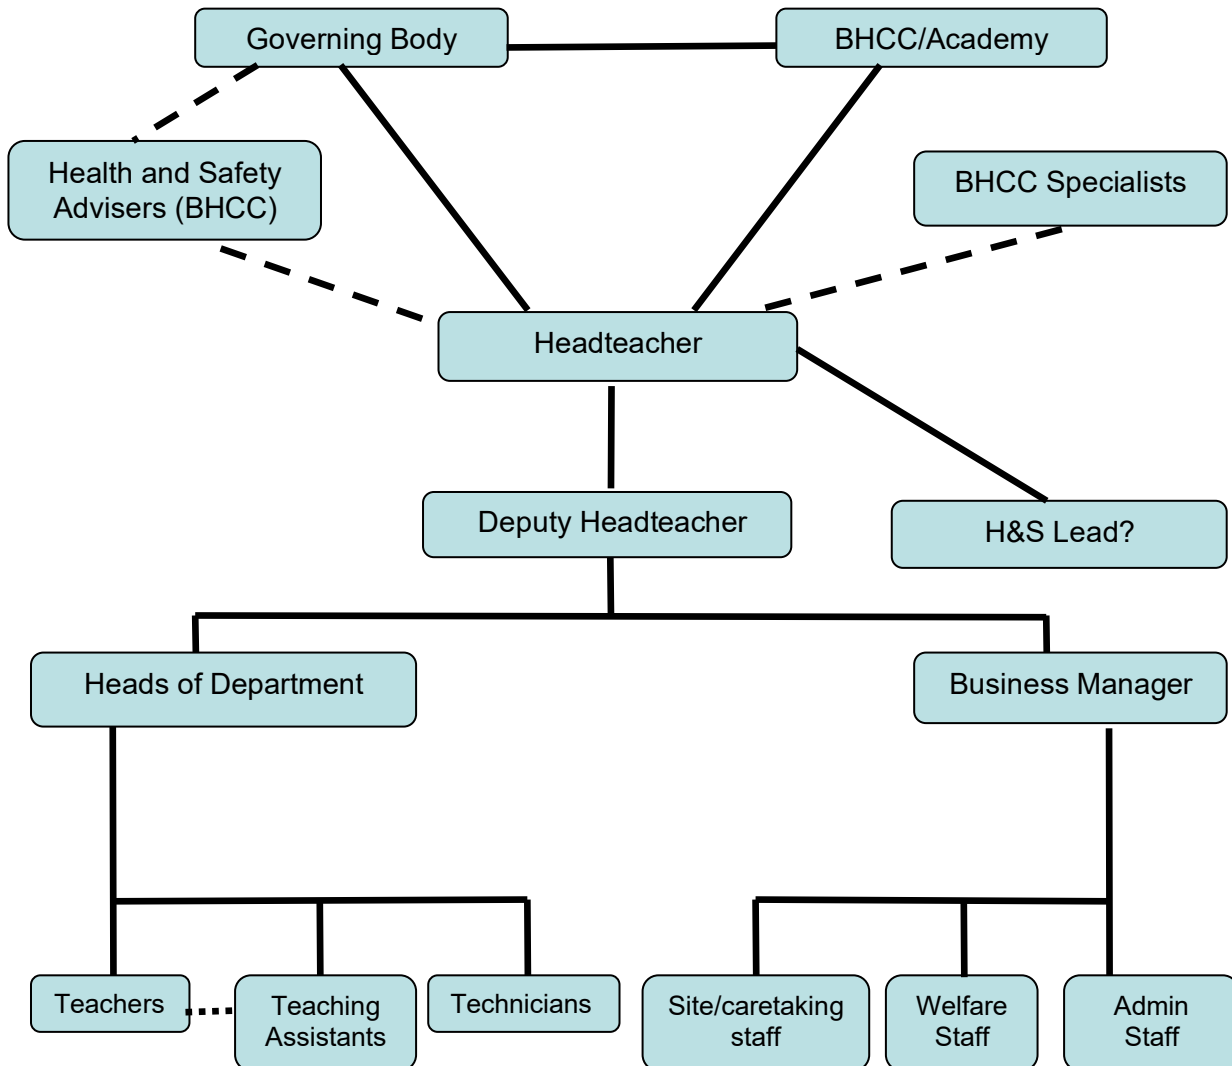 Governing Body
BHCC/Academy
Health and Safety
Advisers (BHCC)
BHCC Specialists
Headteacher
Deputy Headteacher
H&S Lead?
Heads of Department
Business Manager
Teachers
Teaching
Assistants
Technicians
Site/caretaking
staff
Welfare
Staff
Admin
Staff